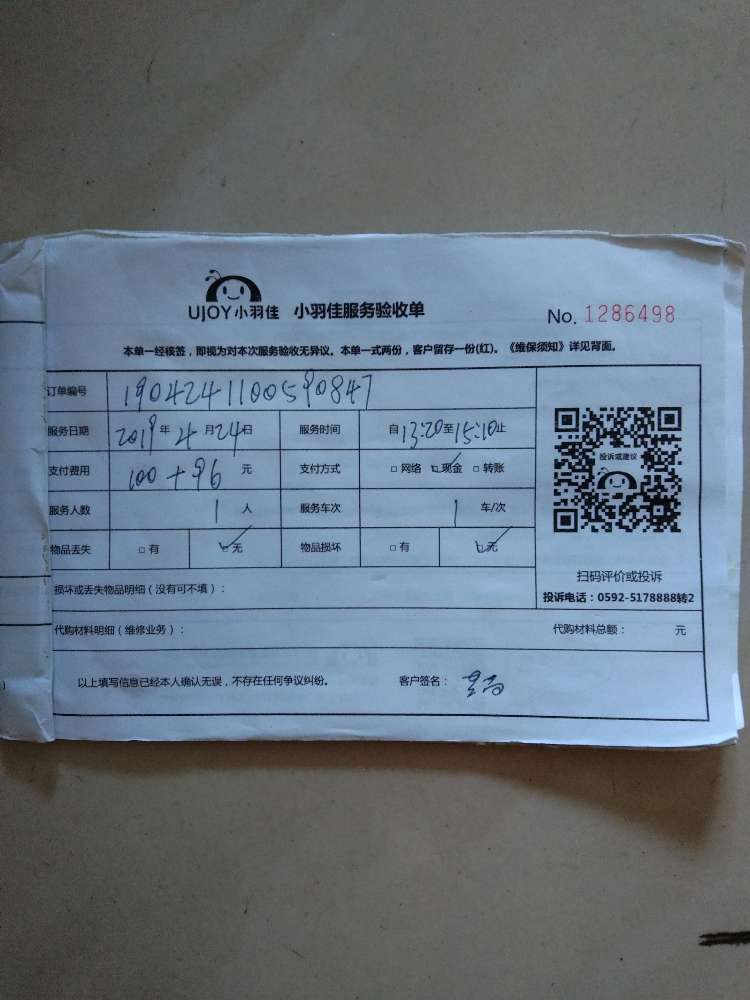 UJOY小羽佳 小羽佳服务验收单 No. 1286498
本单一经核签，即视为对本次服务验收无异议。本单一式两份，客户留存一份(红)。《维保须知》详见背面。
订单编号 1904241100590847
服务日期 2019年4月24日 服务时间 自13:20至15:10止
支付费用 100+96 元 支付方式 □网络 □现金 □转账
服务人数 1 人 服务车次 1 车/次
物品丢失 □有 □无 物品损坏 □有 □无
投诉或建议
扫码评价或投诉
投诉电话：0592-5178888转2
损坏或丢失物品明细（没有可不填）：
代购材料明细（维修业务）： 代购材料总额： 元
以上填写信息已经本人确认无误，不存在任何争议纠纷。 客户签名：